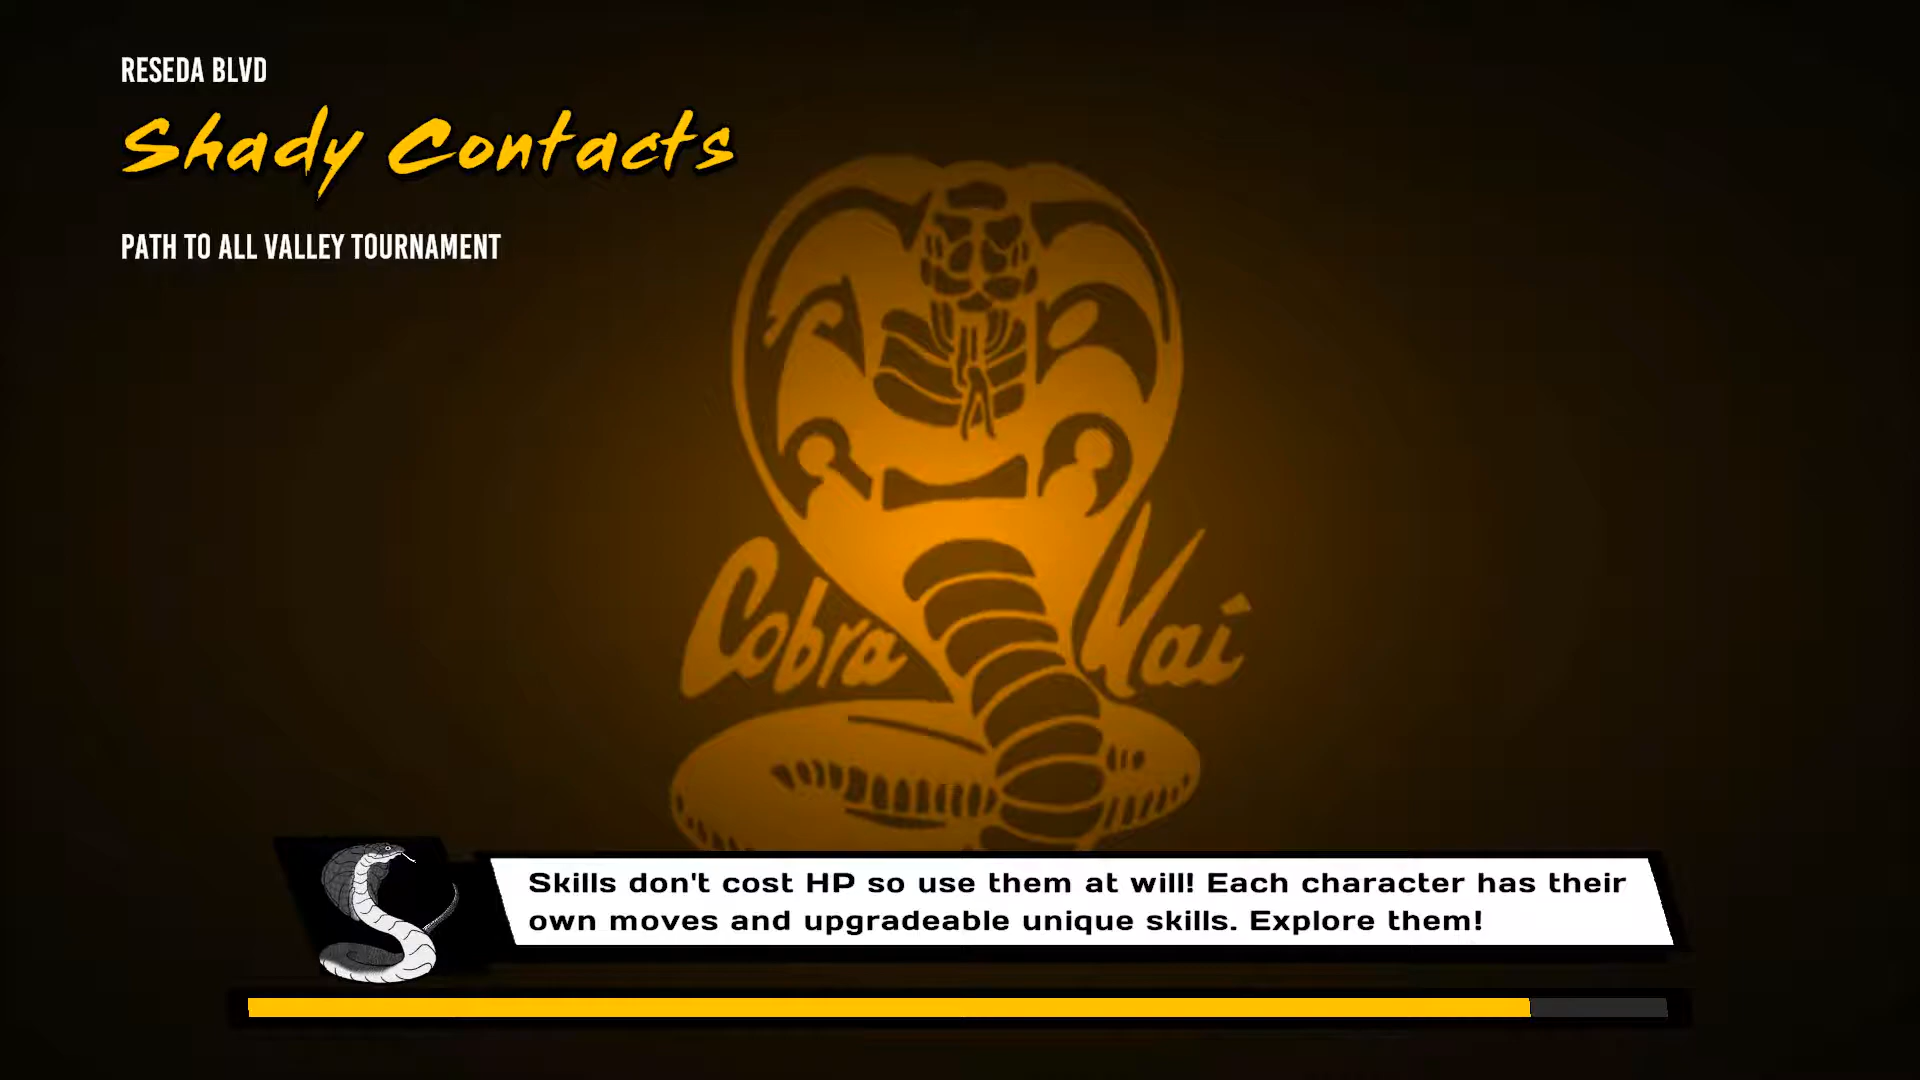 RESEDA BLVD
Shady Contacts
PATH TO ALL VALLEY TOURNAMENT
Cobra Kai
Skills don't cost HP so use them at will! Each character has their
own moves and upgradeable unique skills. Explore them!